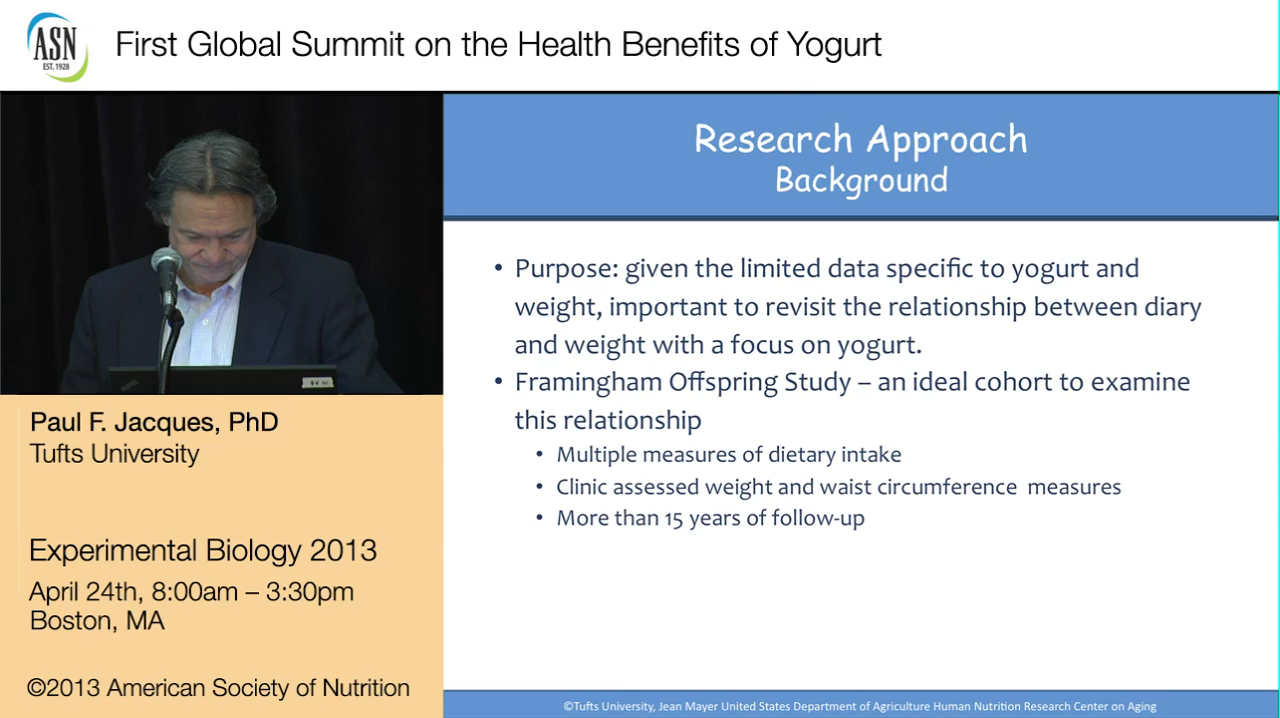 ASN
EST. 1928
First Global Summit on the Health Benefits of Yogurt
Paul F. Jacques, PhD
Tufts University
Experimental Biology 2013
April 24th, 8:00am – 3:30pm
Boston, MA
©2013 American Society of Nutrition
Research Approach
Background
• Purpose: given the limited data specific to yogurt and
weight, important to revisit the relationship between diary
and weight with a focus on yogurt.
• Framingham Offspring Study – an ideal cohort to examine
this relationship
• Multiple measures of dietary intake
• Clinic assessed weight and waist circumference measures
• More than 15 years of follow-up
©Tufts University, Jean Mayer United States Department of Agriculture Human Nutrition Research Center on Aging